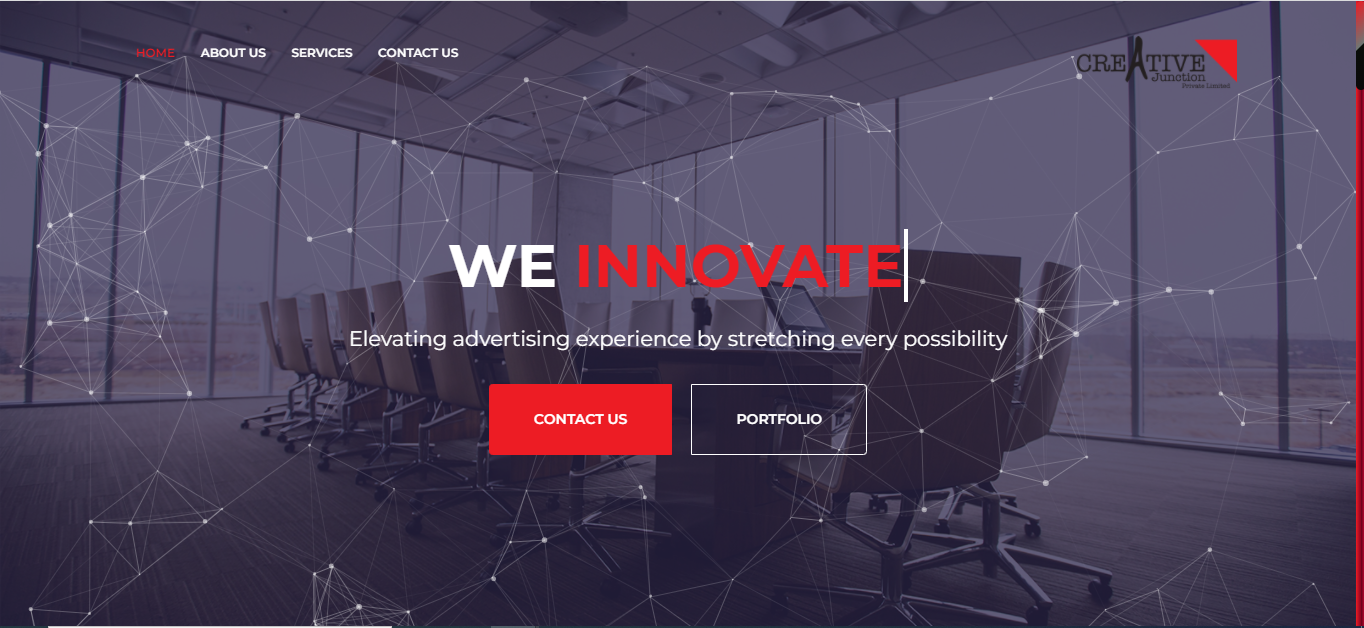 HOME ABOUT US SERVICES CONTACT US
CREATIVE
Junction
Private Limited
WE INNOVATE
Elevating advertising experience by stretching every possibility
CONTACT US PORTFOLIO